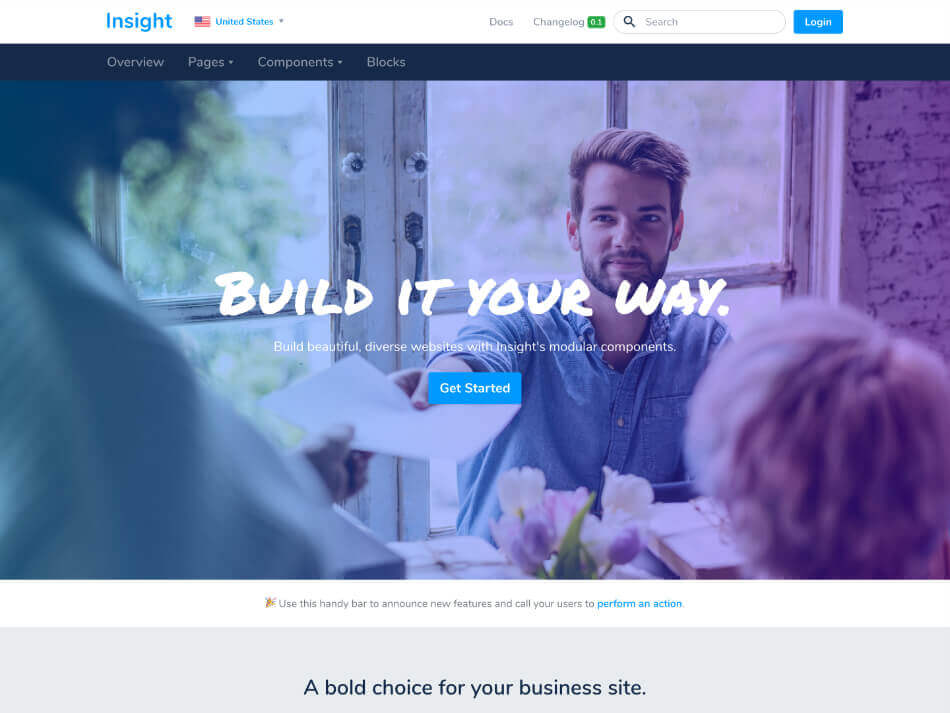 Insight
United States
Docs
Changelog 0.1
Search
Login
Overview
Pages
Components
Blocks
Build it your way.
Build beautiful, diverse websites with Insight's modular components.
Get Started
🎉 Use this handy bar to announce new features and call your users to perform an action.
A bold choice for your business site.